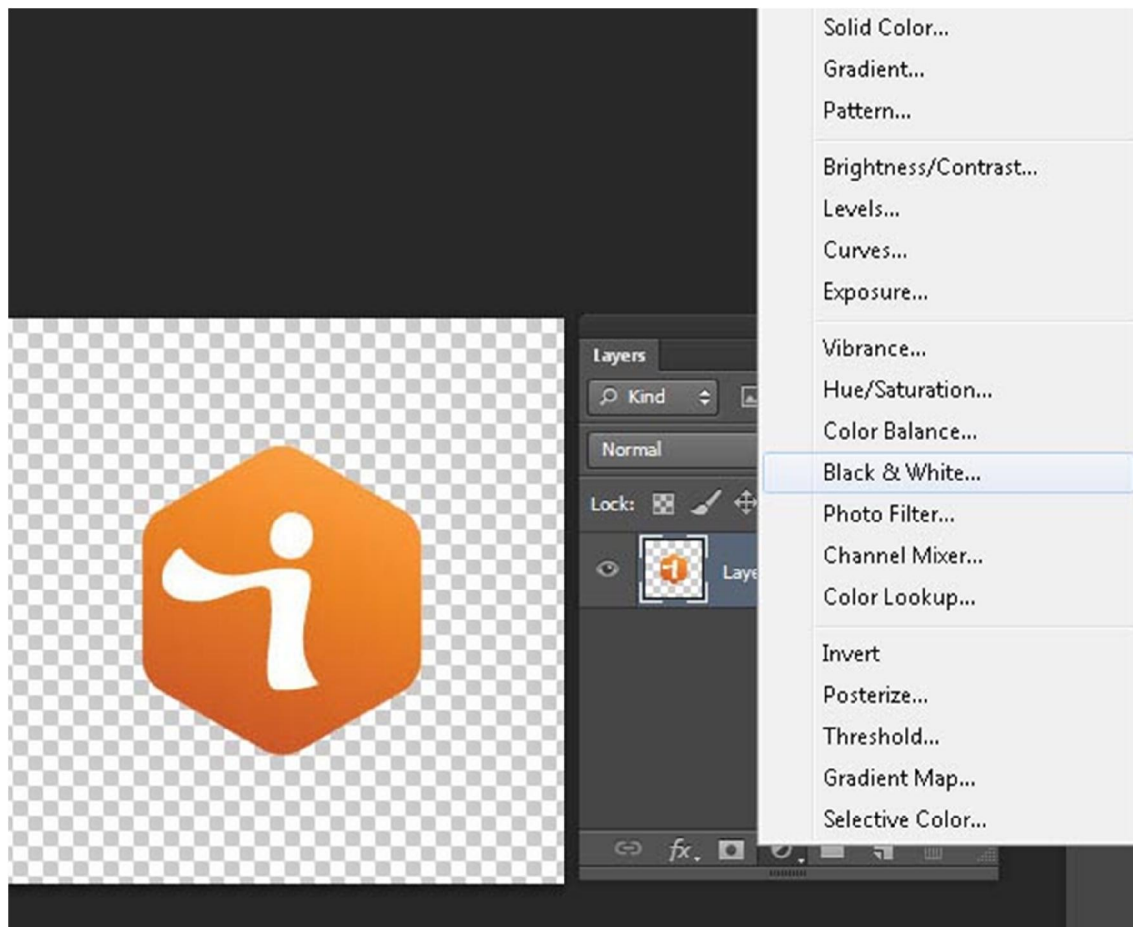 Solid Color...
Gradient...
Pattern...
Brightness/Contrast...
Levels...
Curves...
Exposure...
Vibrance...
Hue/Saturation...
Color Balance...
Black & White...
Photo Filter...
Channel Mixer...
Color Lookup...
Invert
Posterize...
Threshold...
Gradient Map...
Selective Color...
Layers
Kind
Normal
Lock:
Laye
fx
i